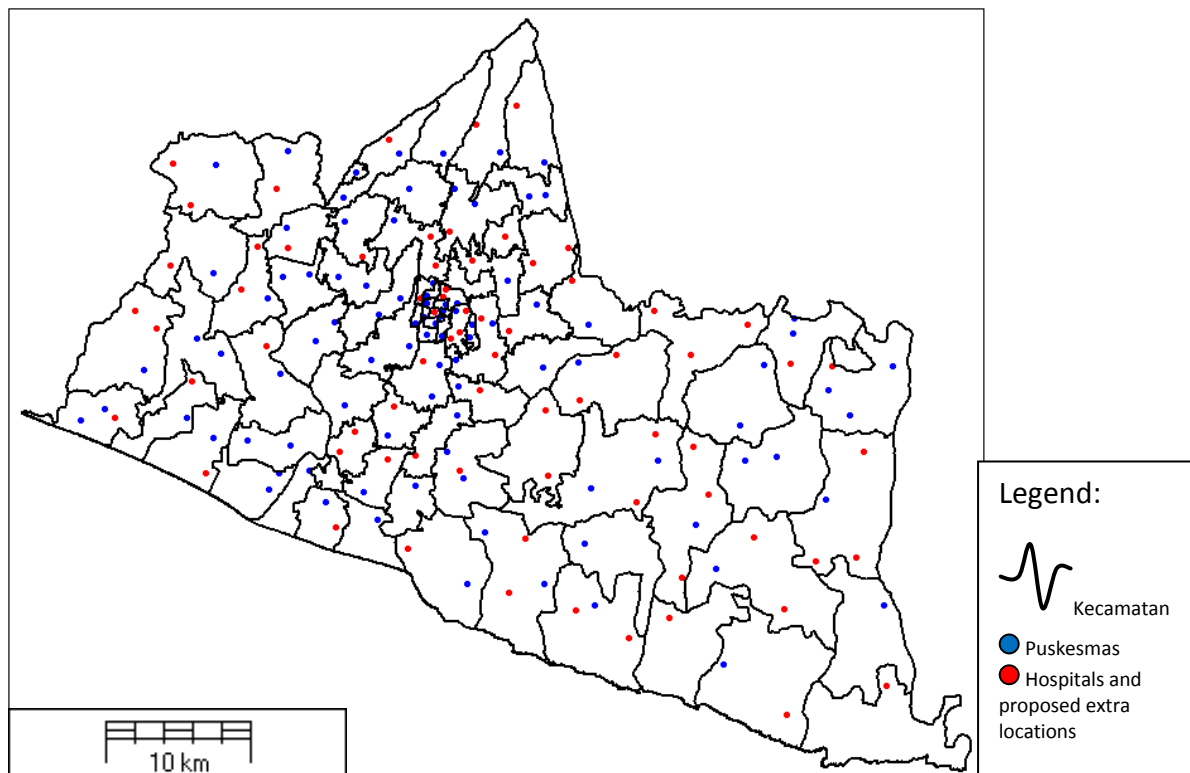 Legend:
Kecamatan
Puskesmas
Hospitals and
proposed extra
locations
10 km